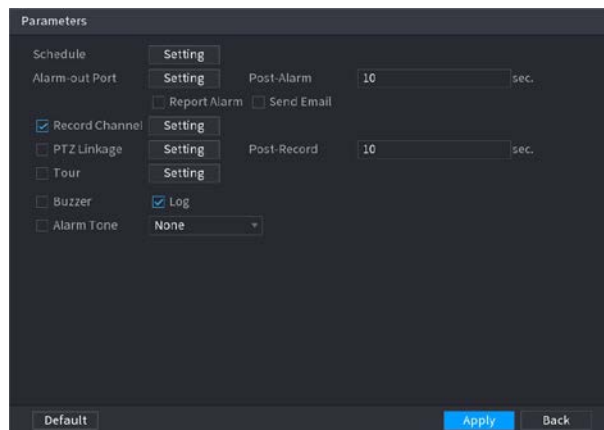 Parameters
Schedule Setting
Alarm-out Port Setting Post-Alarm 10 sec.
Report Alarm Send Email
Record Channel Setting
PTZ Linkage Setting Post-Record 10 sec.
Tour Setting
Buzzer Log
Alarm Tone None
Default Apply Back